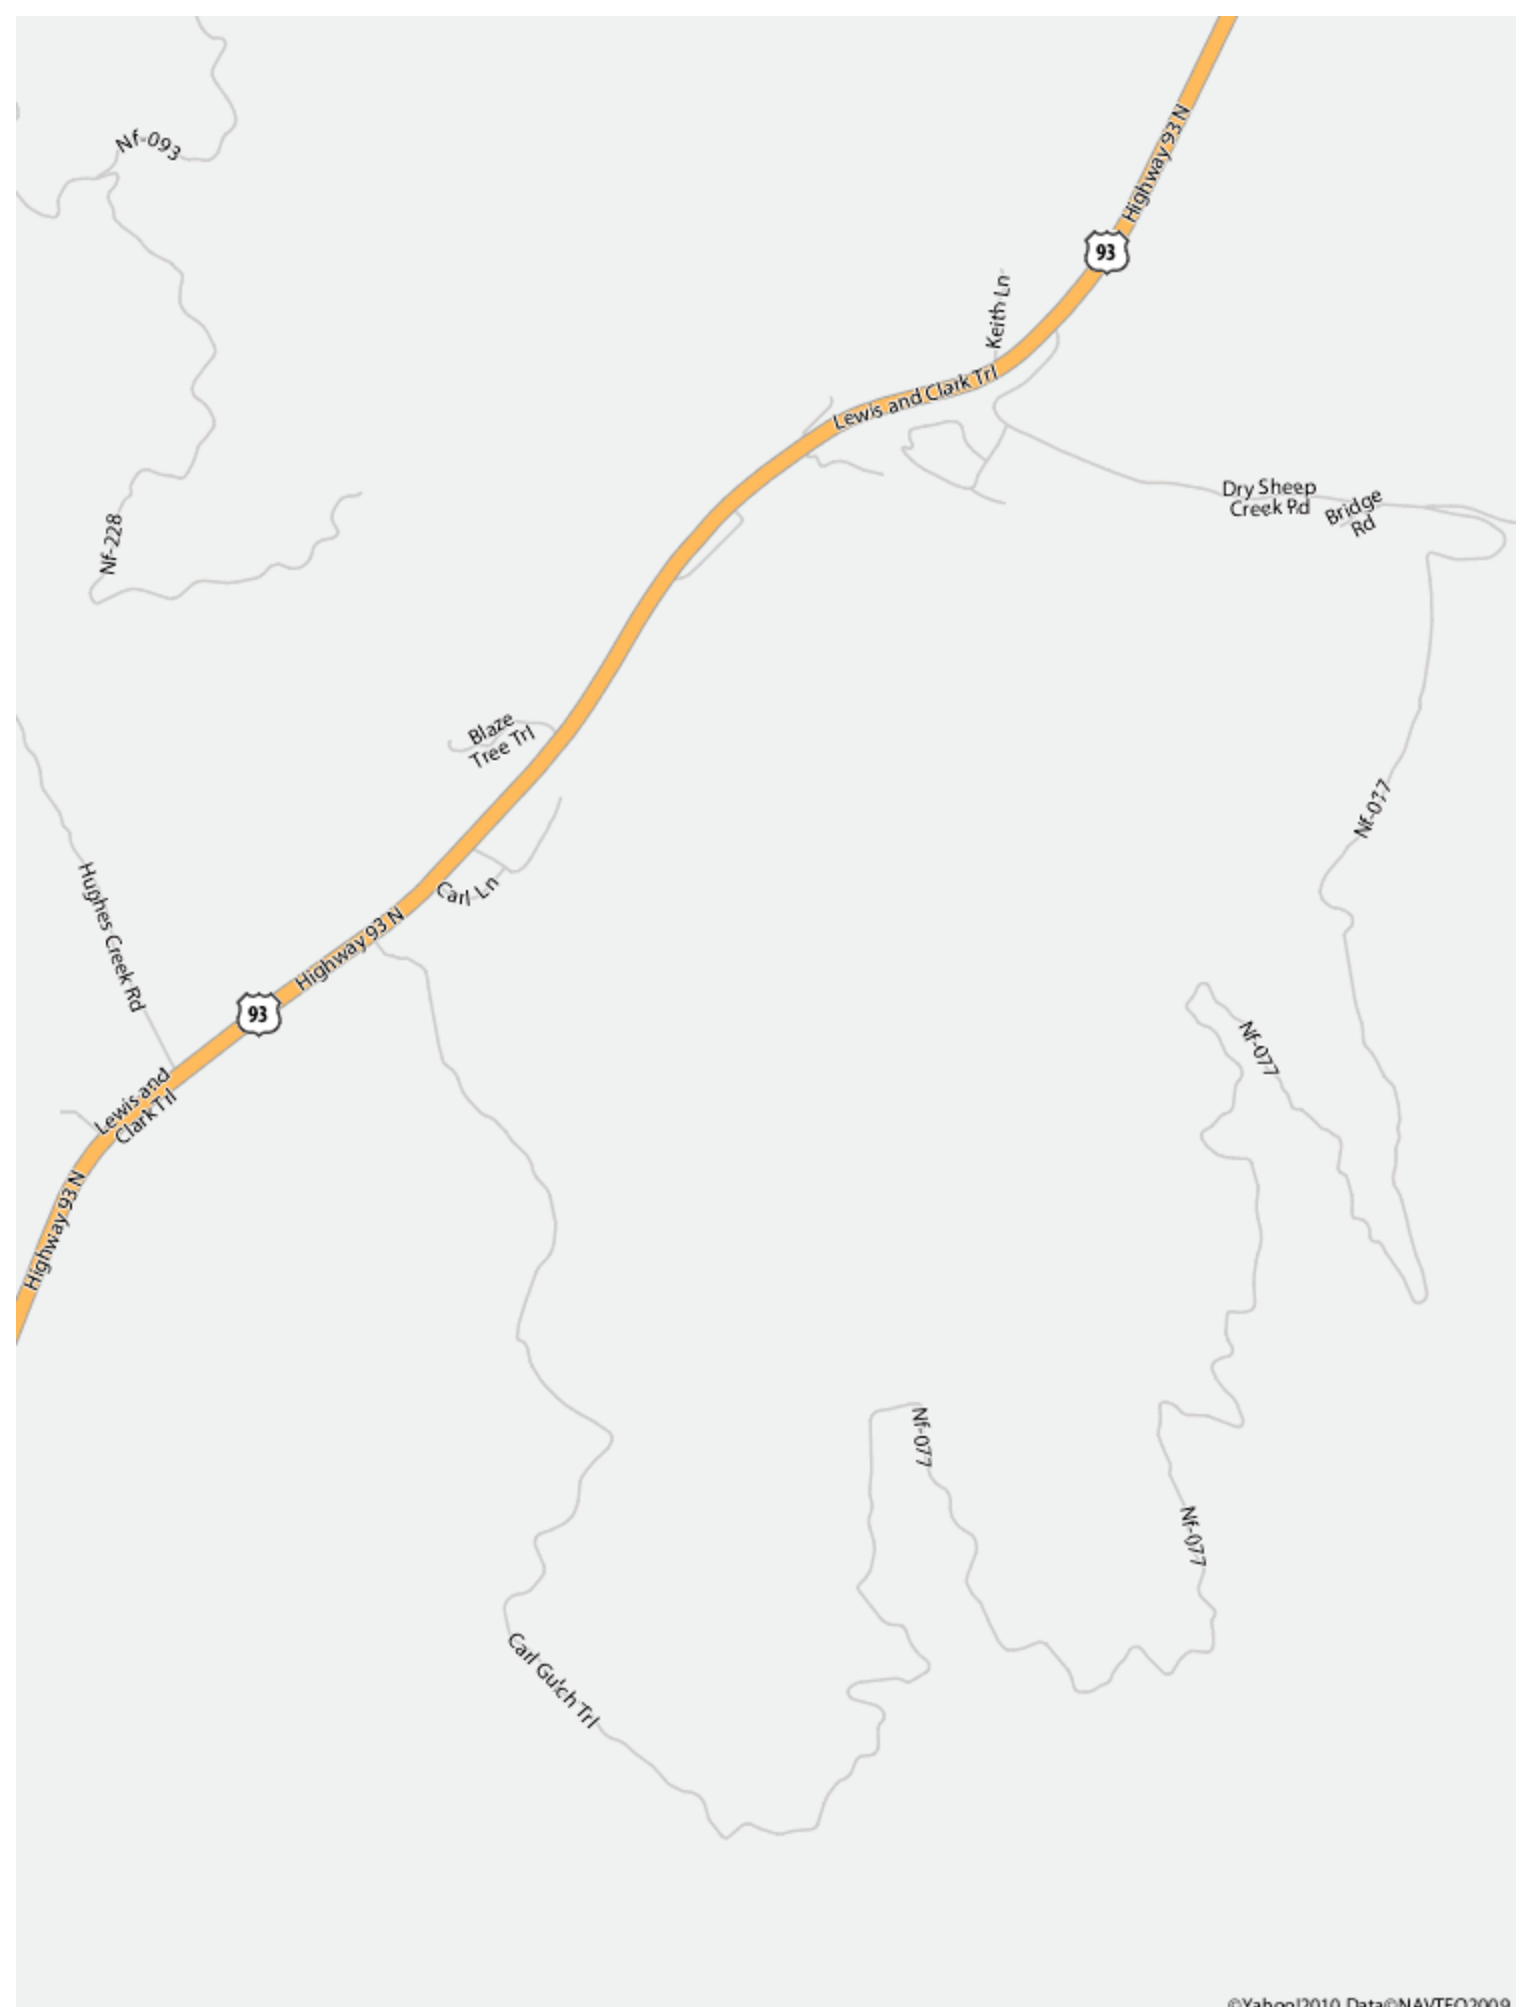 Nf-093
Highway 93 N
93
Keith Ln
Lewis and Clark Trl
Dry Sheep
Creek Rd
Bridge
Rd
Nf-228
Blaze
Tree Trl
Nf-077
Hughes Creek Rd
Carl Ln
Highway 93 N
93
Nf-077
Lewis and
Clark Trl
Highway 93 N
Nf-077
Nf-077
Carl Gulch Trl
©Yahoo!2010 Data©NAVTEQ2009